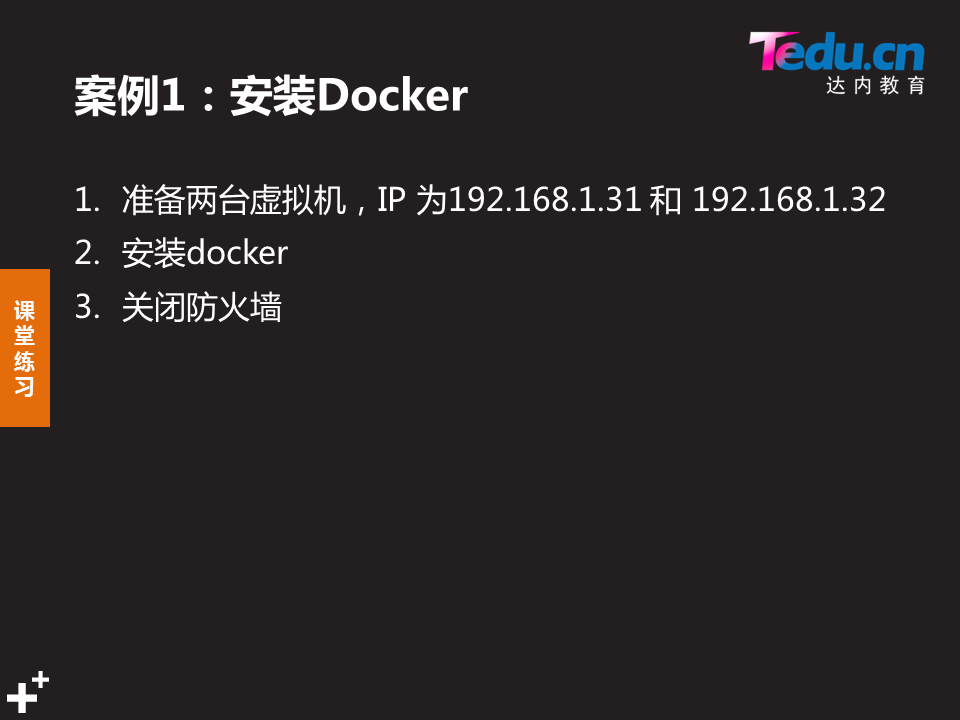 Tedu.cn
达内教育
案例1：安装Docker
1. 准备两台虚拟机，IP 为192.168.1.31 和 192.168.1.32
2. 安装docker
3. 关闭防火墙
课
堂
练
习